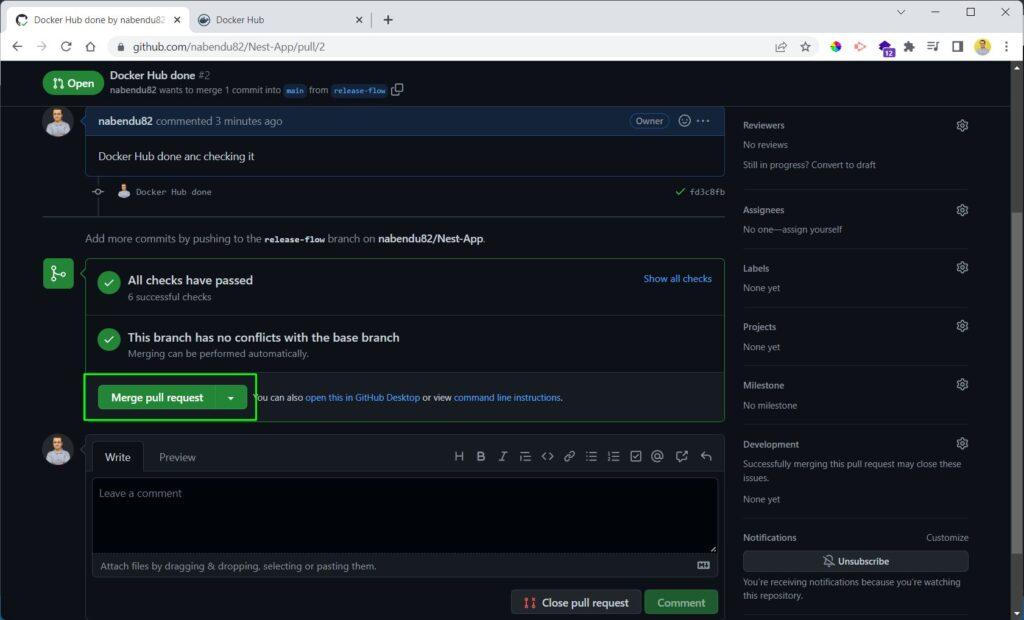 Docker Hub done by nabendu82
Docker Hub
github.com/nabendu82/Nest-App/pull/2
12
Open
Docker Hub done #2
nabendu82 wants to merge 1 commit into main from release-flow
nabendu82 commented 3 minutes ago
Owner
Docker Hub done anc checking it
Docker Hub done
fd3c8fb
Add more commits by pushing to the release-flow branch on nabendu82/Nest-App.
All checks have passed
Show all checks
6 successful checks
This branch has no conflicts with the base branch
Merging can be performed automatically.
Merge pull request
You can also open this in GitHub Desktop or view command line instructions.
Write
Preview
Leave a comment
Attach files by dragging & dropping, selecting or pasting them.
Close pull request
Comment
Reviewers
No reviews
Still in progress? Convert to draft
Assignees
No one—assign yourself
Labels
None yet
Projects
None yet
Milestone
No milestone
Development
Successfully merging this pull request may close these
issues.
None yet
Notifications
Customize
Unsubscribe
You're receiving notifications because you're watching
this repository.